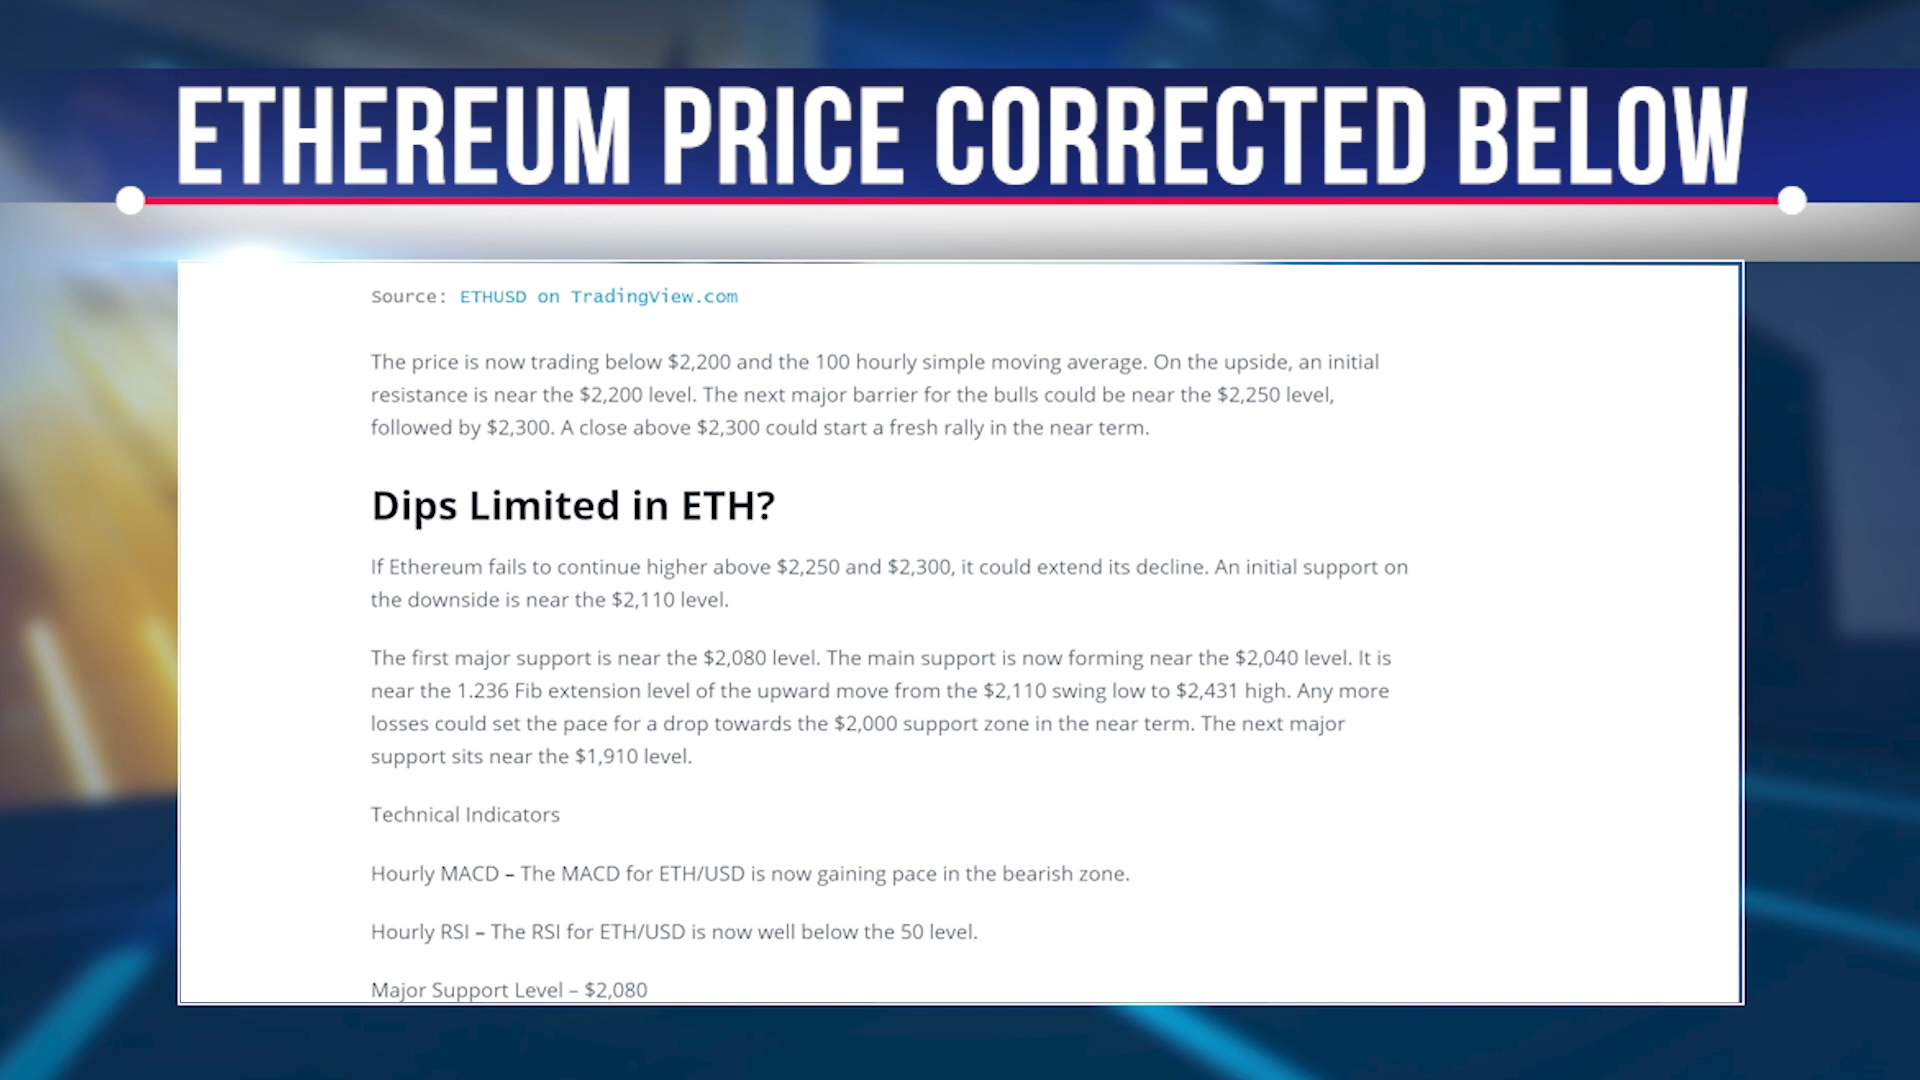 ETHEREUM PRICE CORRECTED BELOW
Source: ETHUSD on TradingView.com
The price is now trading below $2,200 and the 100 hourly simple moving average. On the upside, an initial
resistance is near the $2,200 level. The next major barrier for the bulls could be near the $2,250 level,
followed by $2,300. A close above $2,300 could start a fresh rally in the near term.
Dips Limited in ETH?
If Ethereum fails to continue higher above $2,250 and $2,300, it could extend its decline. An initial support on
the downside is near the $2,110 level.
The first major support is near the $2,080 level. The main support is now forming near the $2,040 level. It is
near the 1.236 Fib extension level of the upward move from the $2,110 swing low to $2,431 high. Any more
losses could set the pace for a drop towards the $2,000 support zone in the near term. The next major
support sits near the $1,910 level.
Technical Indicators
Hourly MACD – The MACD for ETH/USD is now gaining pace in the bearish zone.
Hourly RSI – The RSI for ETH/USD is now well below the 50 level.
Major Support Level – $2,080